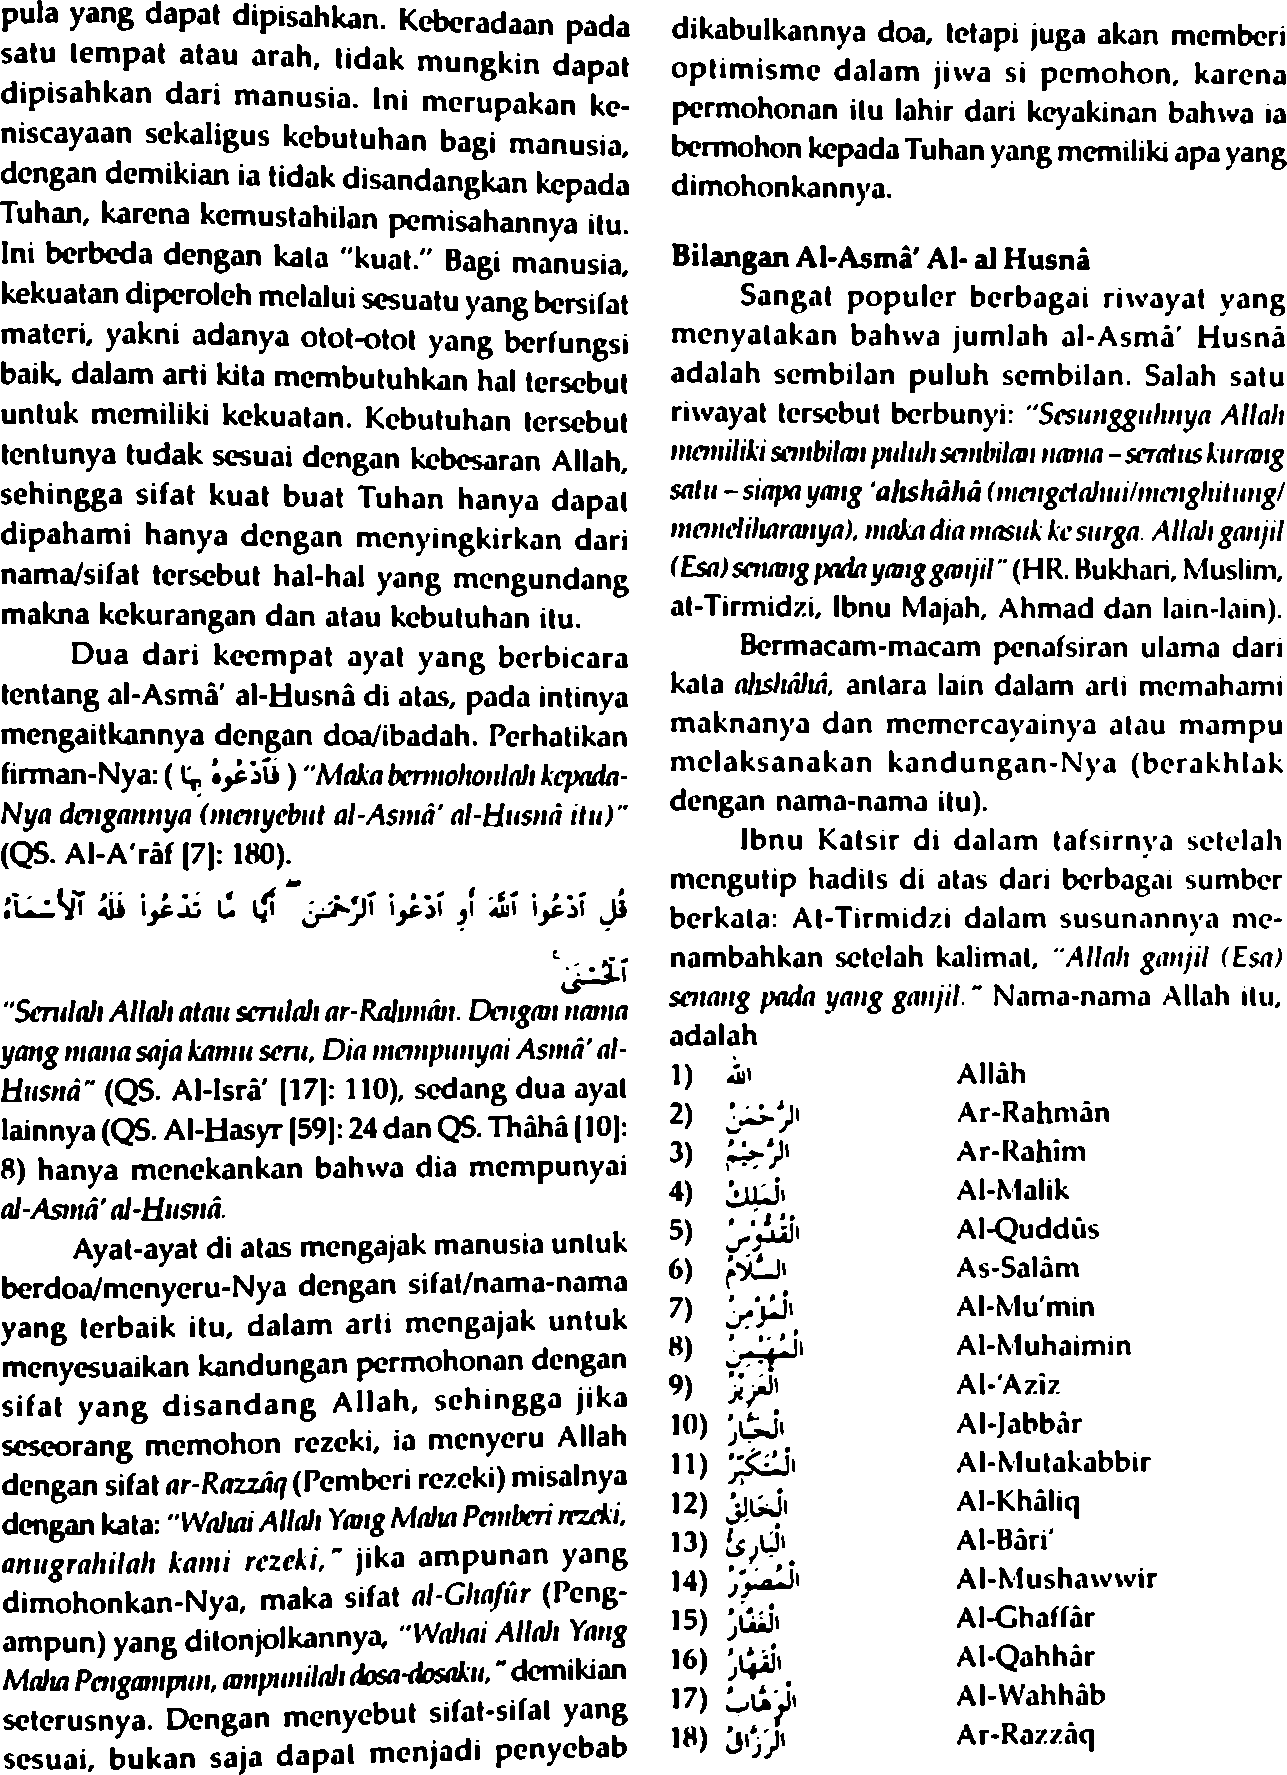 pula yang dapat dipisahkan. Keberadaan pada
satu tempat atau arah, tidak mungkin dapat
dipisahkan dari manusia. Ini merupakan ke-
niscayaan sekaligus kebutuhan bagi manusia,
dengan demikian ia tidak disandangkan kepada
Tuhan, karena kemustahilan pemisahannya itu.
Ini berbeda dengan kata "kuat." Bagi manusia,
kekuatan diperoleh melalui sesuatu yang bersifat
materi, yakni adanya otot-otot yang berfungsi
baik, dalam arti kita membutuhkan hal tersebut
untuk memiliki kekuatan. Kebutuhan tersebut
tentunya tudak sesuai dengan kebesaran Allah,
sehingga sifat kuat buat Tuhan hanya dapat
dipahami hanya dengan menyingkirkan dari
nama/sifat tersebut hal-hal yang mengundang
makna kekurangan dan atau kebutuhan itu.
Dua dari keempat ayat yang berbicara
tentang al-Asmâ' al-Husnâ di atas, pada intinya
mengaitkannya dengan doa/ibadah. Perhatikan
firman-Nya: ( فَادْعُوهُ بِهَا ) "Maka bermohonlah kepada-
Nya dengannya (menyebut al-Asmâ' al-Husnâ itu)"
(QS. Al-A'râf [7]: 180).
قُلِ ٱدْعُوا۟ ٱللَّهَ أَوِ ٱدْعُوا۟ ٱلرَّحْمَـٰنَ ۖ أَيًّا مَّا تَدْعُوا۟ فَلَهُ ٱلْأَسْمَآءُ
ٱلْحُسْنَىٰ ۚ
"Serulah Allah atau serulah ar-Rahmân. Dengan nama
yang mana saja kamu seru, Dia mempunyai Asmâ' al-
Husnâ" (QS. Al-Isrâ' [17]: 110), sedang dua ayat
lainnya (QS. Al-Hasyr [59]: 24 dan QS. Thâhâ [10]:
8) hanya menekankan bahwa dia mempunyai
al-Asmâ' al-Husnâ.
Ayat-ayat di atas mengajak manusia untuk
berdoa/menyeru-Nya dengan sifat/nama-nama
yang terbaik itu, dalam arti mengajak untuk
menyesuaikan kandungan permohonan dengan
sifat yang disandang Allah, sehingga jika
seseorang memohon rezeki, ia menyeru Allah
dengan sifat ar-Razzâq (Pemberi rezeki) misalnya
dengan kata: "Wahai Allah Yang Maha Pemberi rezeki,
anugrahilah kami rezeki," jika ampunan yang
dimohonkan-Nya, maka sifat al-Ghafûr (Peng-
ampun) yang ditonjolkannya, "Wahai Allah Yang
Maha Pengampun, ampunilah dosa-dosaku," demikian
seterusnya. Dengan menyebut sifat-sifat yang
sesuai, bukan saja dapat menjadi penyebab
dikabulkannya doa, tetapi juga akan memberi
optimisme dalam jiwa si pemohon, karena
permohonan itu lahir dari keyakinan bahwa ia
bermohon kepada Tuhan yang memiliki apa yang
dimohonkannya.
Bilangan Al-Asmâ' Al- al Husnâ
Sangat populer berbagai riwayat yang
menyatakan bahwa jumlah al-Asmâ' Husnâ
adalah sembilan puluh sembilan. Salah satu
riwayat tersebut berbunyi: "Sesungguhnya Allah
memiliki sembilan puluh sembilan nama – seratus kurang
satu – siapa yang 'ahshâhâ (mengetahui/menghitung/
memeliharanya), maka dia masuk ke surga. Allah ganjil
(Esa) senang pada yang ganjil" (HR. Bukhari, Muslim,
at-Tirmidzi, Ibnu Majah, Ahmad dan lain-lain).
Bermacam-macam penafsiran ulama dari
kata ahshâhâ, antara lain dalam arti memahami
maknanya dan memercayainya atau mampu
melaksanakan kandungan-Nya (berakhlak
dengan nama-nama itu).
Ibnu Katsir di dalam tafsirnya setelah
mengutip hadits di atas dari berbagai sumber
berkata: At-Tirmidzi dalam susunannya me-
nambahkan setelah kalimat, "Allah ganjil (Esa)
senang pada yang ganjil." Nama-nama Allah itu,
adalah
1) الله Allâh
2) الرَّحْمَنُ Ar-Rahmân
3) الرَّحِيْمُ Ar-Rahîm
4) الْمَلِكُ Al-Malik
5) الْقُدُّوْسُ Al-Quddûs
6) السَّلَامُ As-Salâm
7) الْمُؤْمِنُ Al-Mu'min
8) الْمُهَيْمِنُ Al-Muhaimin
9) الْعَزِيْزُ Al-'Azîz
10) الْجَبَّارُ Al-Jabbâr
11) الْمُتَكَبِّرُ Al-Mutakabbir
12) الْخَالِقُ Al-Khâliq
13) الْبَارِئُ Al-Bâri'
14) الْمُصَوِّرُ Al-Mushawwir
15) الْغَفَّارُ Al-Ghaffâr
16) الْقَهَّارُ Al-Qahhâr
17) الْوَهَّابُ Al-Wahhâb
18) الرَّزَّاقُ Ar-Razzâq